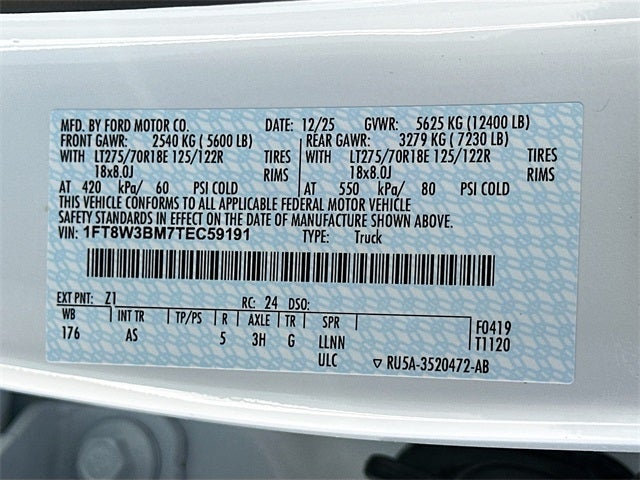 MFD. BY FORD MOTOR CO. DATE: 12/25 GVWR: 5625 KG (12400 LB)
FRONT GAWR: 2540 KG ( 5600 LB) REAR GAWR: 3279 KG ( 7230 LB)
WITH LT275/70R18E 125/122R TIRES WITH LT275/70R18E 125/122R TIRES
18x8.0J RIMS 18x8.0J RIMS
AT 420 kPa/ 60 PSI COLD AT 550 kPa/ 80 PSI COLD
THIS VEHICLE CONFORMS TO ALL APPLICABLE FEDERAL MOTOR VEHICLE
SAFETY STANDARDS IN EFFECT ON THE DATE OF MANUFACTURE SHOWN ABOVE.
VIN: 1FT8W3BM7TEC59191 TYPE: Truck
EXT PNT: Z1 RC: 24 DSO:
WB INT TR TP/PS R AXLE TR SPR F0419
176 AS 5 3H G LLNN T1120
ULC ▽ RU5A-3520472-AB